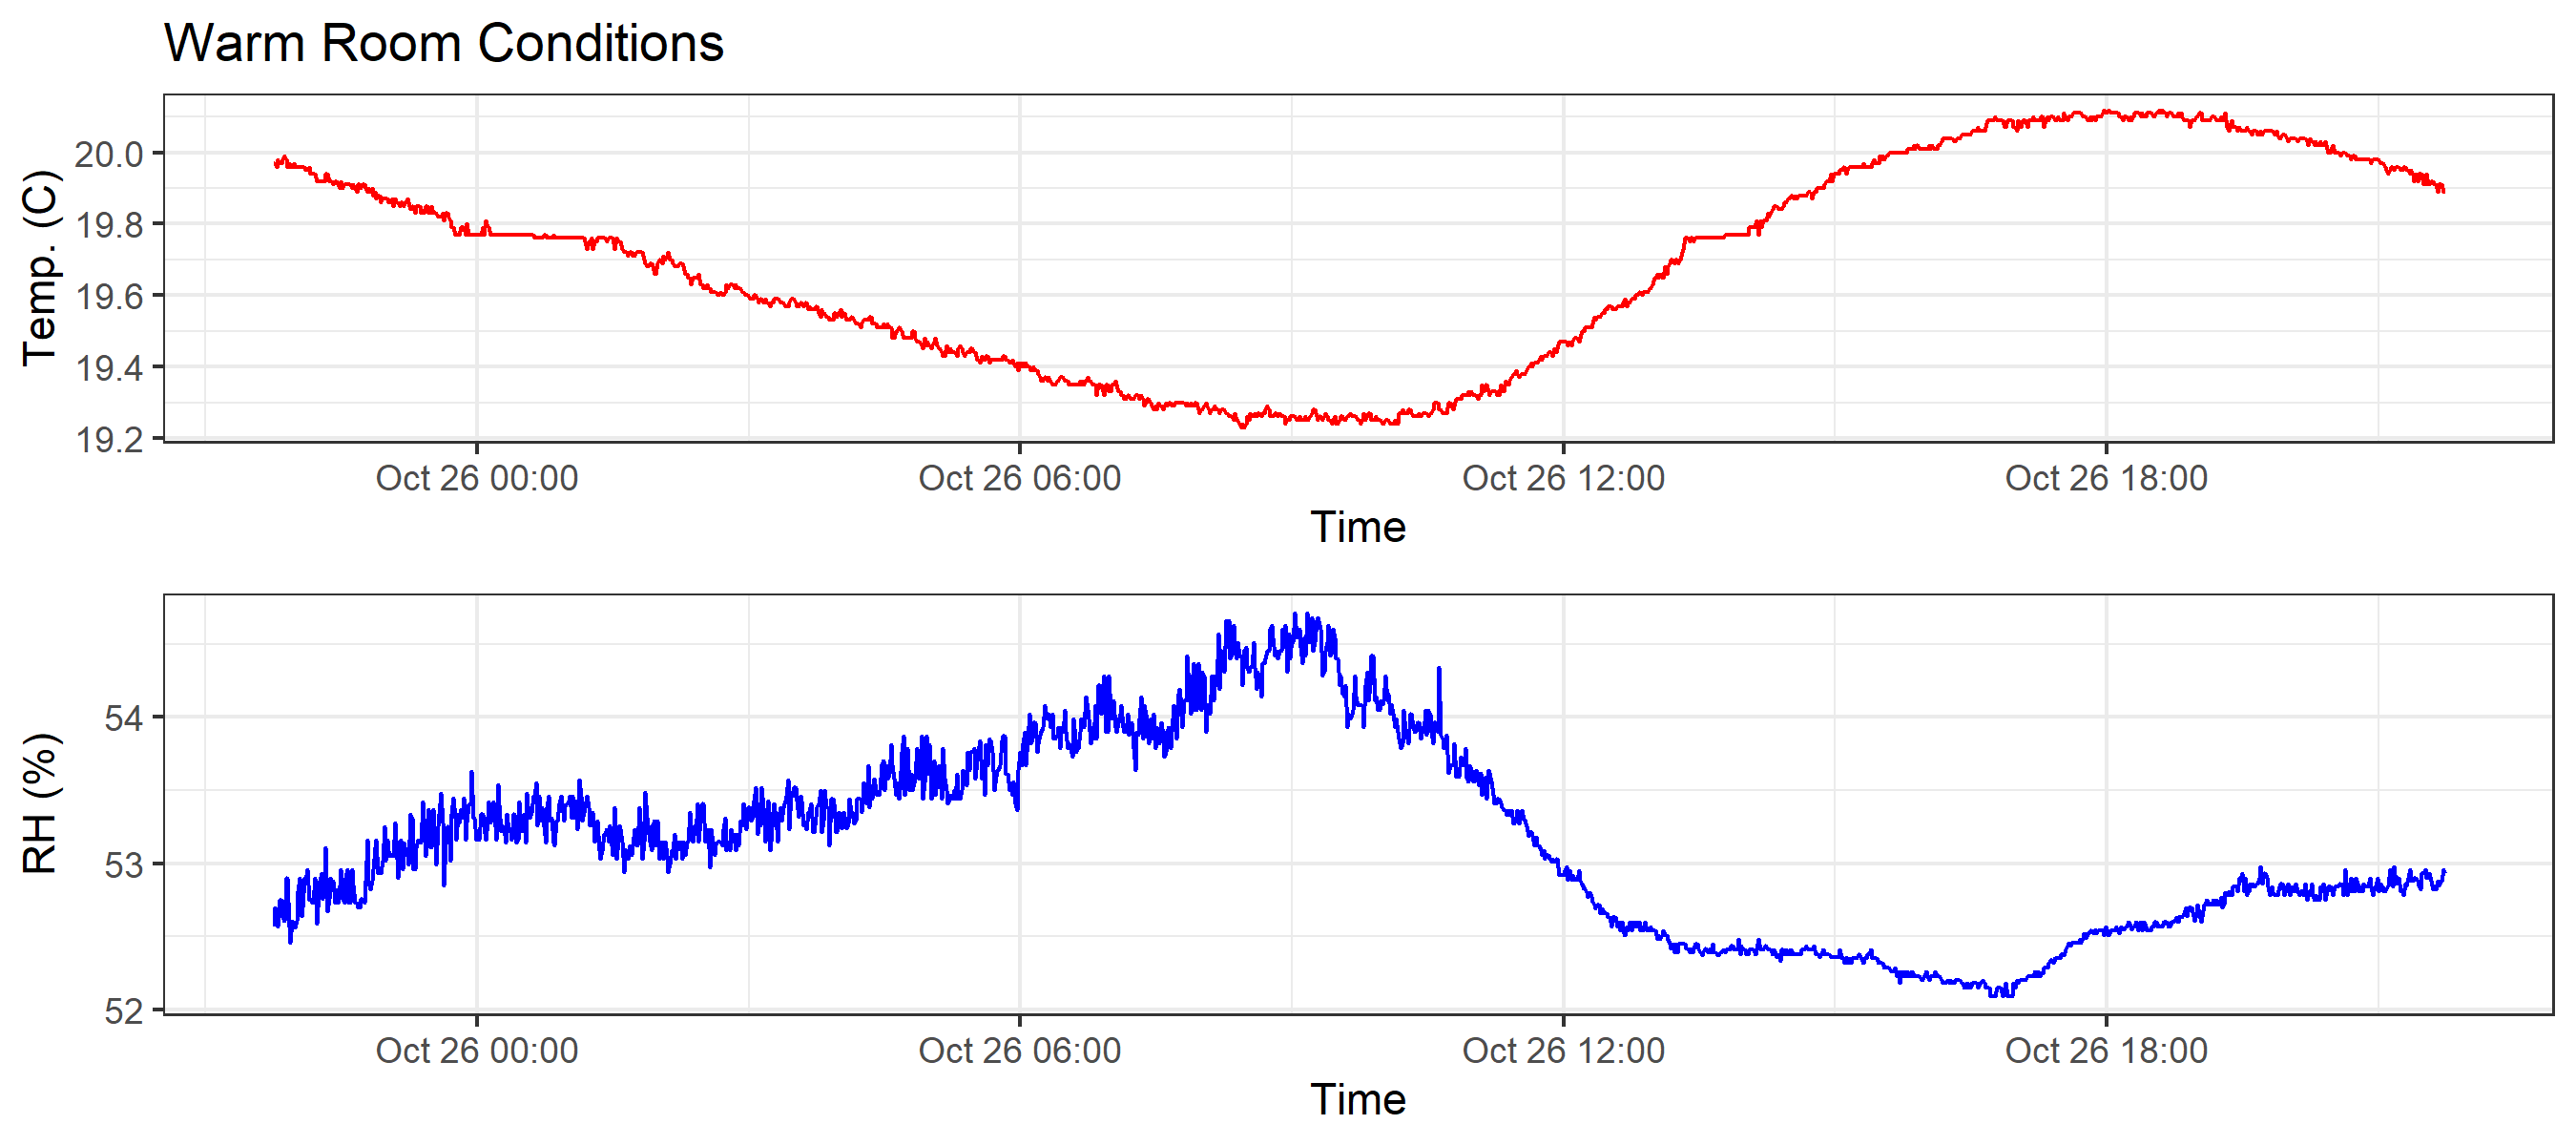 Warm Room Conditions
Temp. (C)
20.0
19.8
19.6
19.4
19.2
Oct 26 00:00 Oct 26 06:00 Oct 26 12:00 Oct 26 18:00
Time
RH (%)
54
53
52
Oct 26 00:00 Oct 26 06:00 Oct 26 12:00 Oct 26 18:00
Time